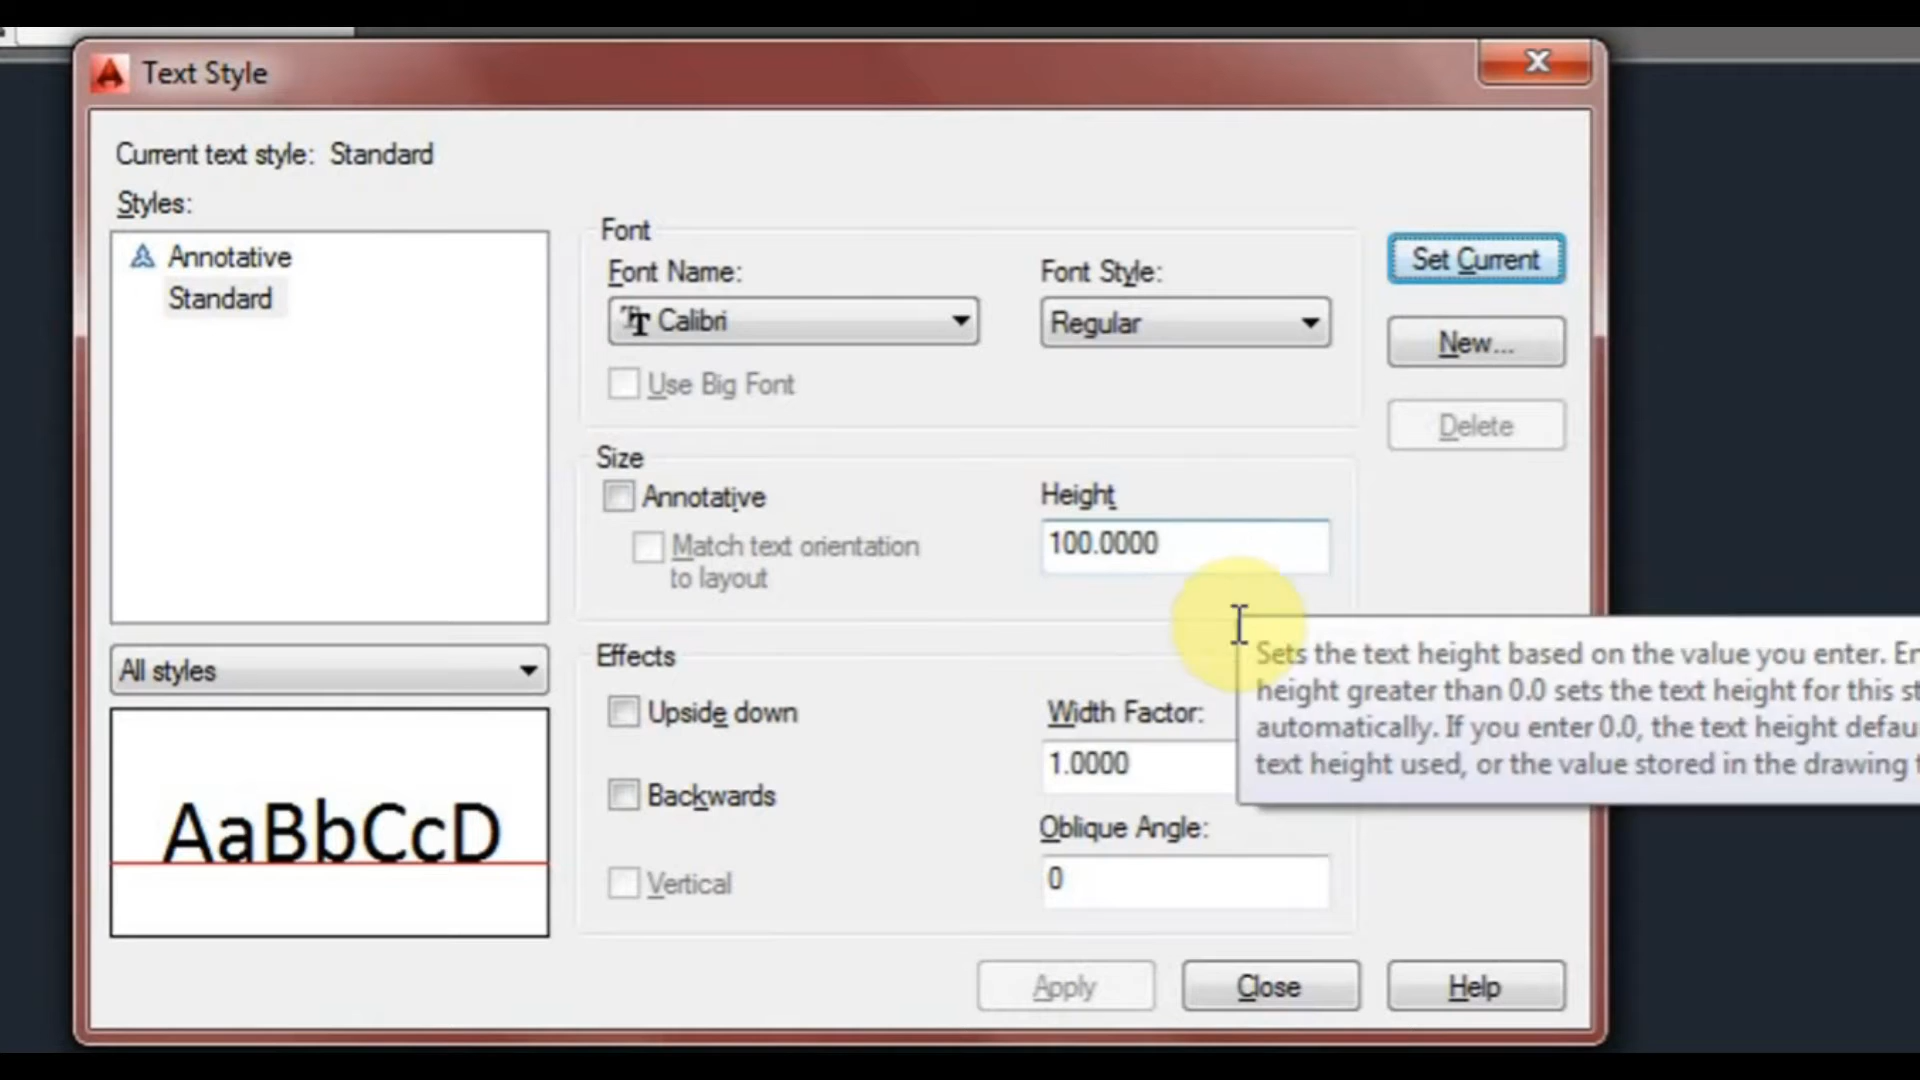 Text Style
Current text style: Standard
Styles:
Annotative
Standard
All styles
AaBbCcD
Font
Font Name:
Calibri
Use Big Font
Font Style:
Regular
Size
Annotative
Match text orientation
to layout
Height
100.0000
Effects
Upside down
Backwards
Vertical
Width Factor:
1.0000
Oblique Angle:
0
Sets the text height based on the value you enter.
height greater than 0.0 sets the text height for this
automatically. If you enter 0.0, the text height
text height used, or the value stored in the drawing
Set Current
New...
Delete
Apply
Close
Help